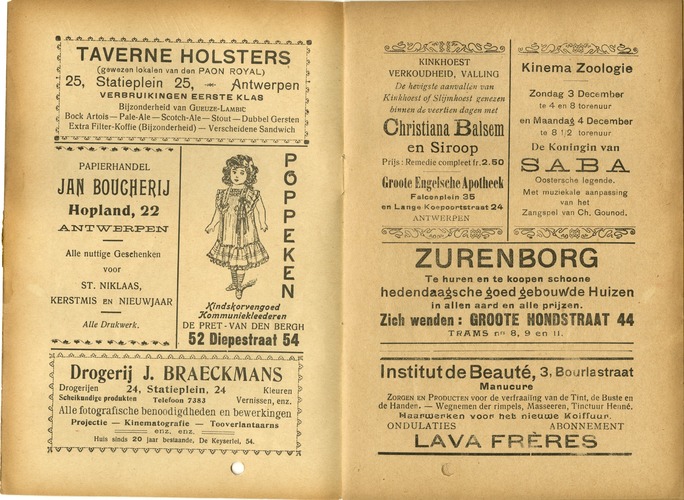 TAVERNE HOLSTERS
(gewezen lokalen van den PAON ROYAL)
25, Statieplein 25, Antwerpen
VERBRUIKINGEN EERSTE KLAS
Bijzonderheid van GUEUZE-LAMBIC
Bock Artois — Pale-Ale — Scotch-Ale — Stout — Dubbel Gersten
Extra Filter-Koffie (Bijzonderheid) — Verscheidene Sandwich
PAPIERHANDEL
JAN BOUCHERIJ
Hopland, 22
ANTWERPEN
Alle nuttige Geschenken
voor
ST. NIKLAAS,
KERSTMIS EN NIEUWJAAR
Alle Drukwerk.
POPPEKEN
Kindskorvengoed
Kommuniekleederen
DE PRET - VAN DEN BERGH
52 Diepestraat 54
Drogerij J. BRAECKMANS
Drogerijen 24, Statieplein, 24 Kleuren
Scheikundige produkten Telefoon 7383 Vernissen, enz.
Alle fotografische benoodigdheden en bewerkingen
Projectie — Kinematografie — Tooverlantaarns
enz. enz.
Huis sinds 20 jaar bestaande, De Keyserlei, 54.
KINKHOEST
VERKOUDHEID, VALLING
De hevigste aanvallen van
Kinkhoest of Slijmhoest genezen
binnen de veertien dagen met
Christiana Balsem
en Siroop
Prijs : Remedie compleet fr. 2.50
Groote Engelsche Apotheek
Falconplein 35
en Lange Koepoortstraat 24
ANTWERPEN
Kinema Zoologie
Zondag 3 December
te 4 en 8 torenuur
en Maandag 4 December
te 8 1/2 torenuur
De Koningin van
SABA
Oostersche legende.
Met muziekale aanpassing
van het
Zangspel van Ch. Gounod.
ZURENBORG
Te huren en te koopen schoone
hedendaagsche goed gebouwde Huizen
in allen aard en alle prijzen.
Zich wenden : GROOTE HONDSTRAAT 44
TRAMS nrs 8, 9 en 11.
Institut de Beauté, 3, Bourlastraat
Manucure
ZORGEN EN PRODUCTEN voor de verfraaiing van de Tint, de Buste en
de Handen. — Wegnemen der rimpels, Masseeren, Tinctuur Henné.
Haarwerken voor het nieuwe Koiffuur.
ONDULATIES ABONNEMENT
LAVA FRÈRES